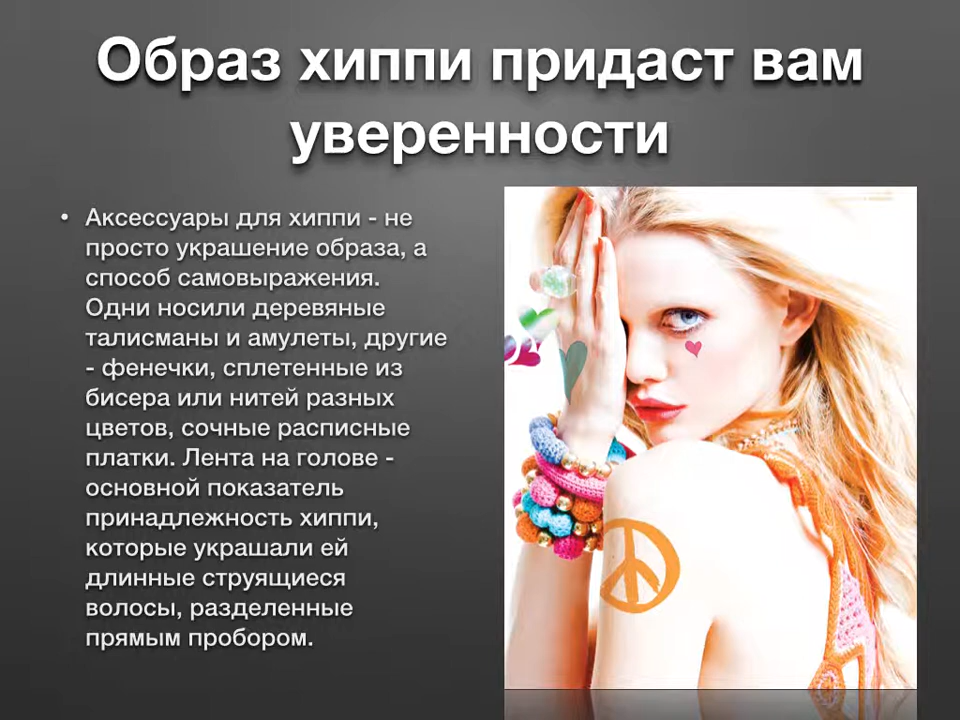 Образ хиппи придаст вам
уверенности
• Аксессуары для хиппи - не
просто украшение образа, а
способ самовыражения.
Одни носили деревяные
талисманы и амулеты, другие
- фенечки, сплетенные из
бисера или нитей разных
цветов, сочные расписные
платки. Лента на голове -
основной показатель
принадлежность хиппи,
которые украшали ей
длинные струящиеся
волосы, разделенные
прямым пробором.